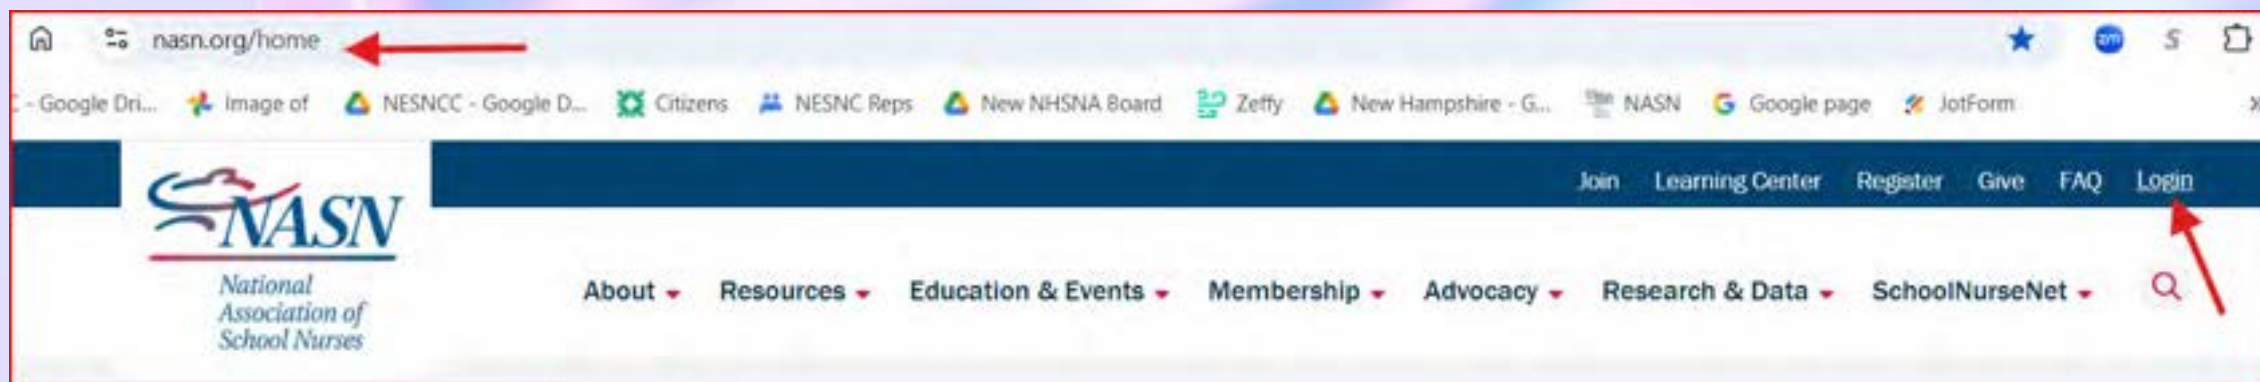 nasn.org/home
zm S
- Google Dri... Image of NESNCC - Google D... Citizens NESNC Reps New NHSNA Board Zeffy New Hampshire - G... NASN Google page JotForm »
Join Learning Center Register Give FAQ Login
NASN
National
Association of
School Nurses
About Resources Education & Events Membership Advocacy Research & Data SchoolNurseNet